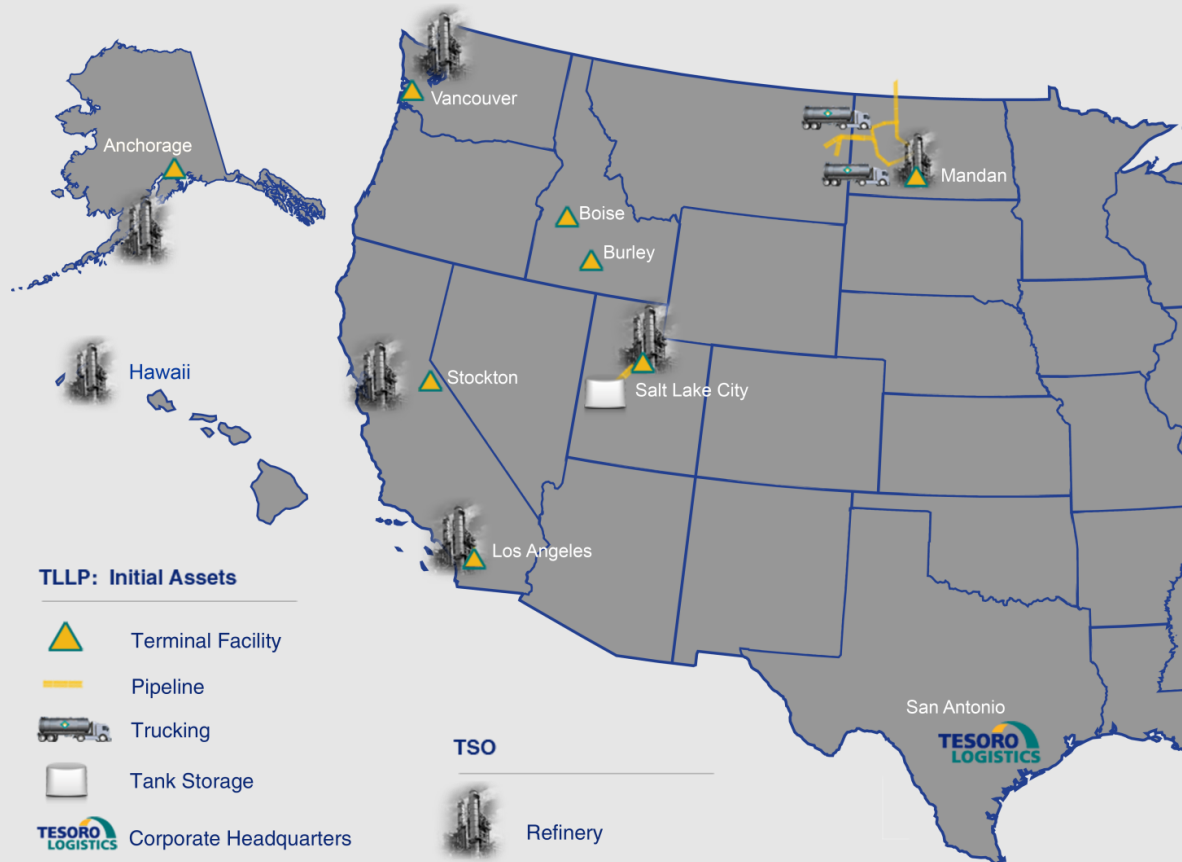 Vancouver
Anchorage
Mandan
Boise
Burley
Hawaii
Stockton
Salt Lake City
Los Angeles
TLLP: Initial Assets
Terminal Facility
Pipeline
Trucking
Tank Storage
TESORO
LOGISTICS
Corporate Headquarters
San Antonio
TESORO
LOGISTICS
TSO
Refinery